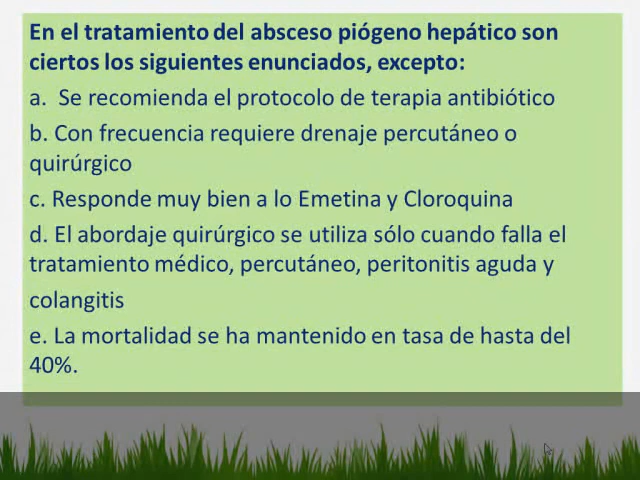 En el tratamiento del absceso piógeno hepático son
ciertos los siguientes enunciados, excepto:
a.  Se recomienda el protocolo de terapia antibiótico
b. Con frecuencia requiere drenaje percutáneo o
quirúrgico
c. Responde muy bien a lo Emetina y Cloroquina
d. El abordaje quirúrgico se utiliza sólo cuando falla el
tratamiento médico, percutáneo, peritonitis aguda y
colangitis
e. La mortalidad se ha mantenido en tasa de hasta del
40%.